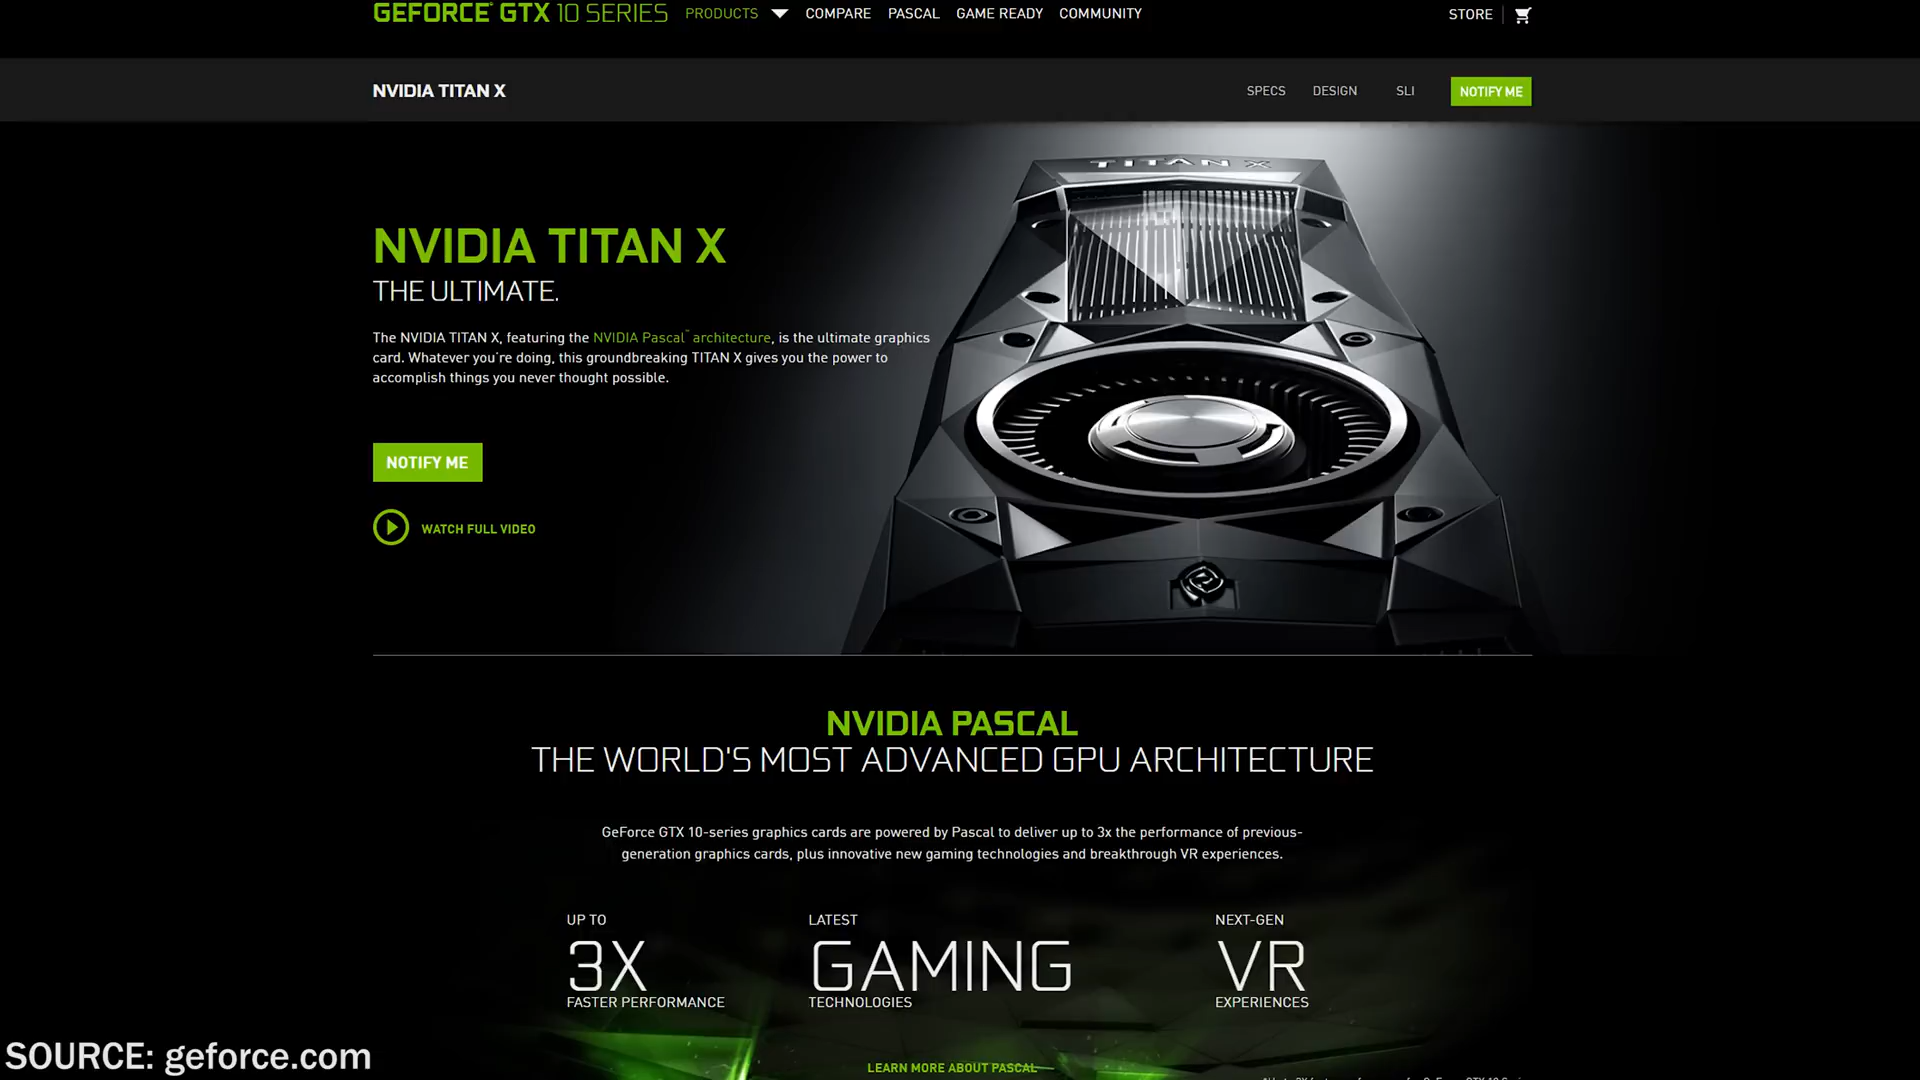 GEFORCE® GTX 10 SERIES PRODUCTS COMPARE PASCAL GAME READY COMMUNITY STORE
NVIDIA TITAN X SPECS DESIGN SLI NOTIFY ME
TITAN X
NVIDIA TITAN X
THE ULTIMATE.
The NVIDIA TITAN X, featuring the NVIDIA Pascal™ architecture, is the ultimate graphics
card. Whatever you're doing, this groundbreaking TITAN X gives you the power to
accomplish things you never thought possible.
NOTIFY ME
WATCH FULL VIDEO
NVIDIA PASCAL
THE WORLD'S MOST ADVANCED GPU ARCHITECTURE
GeForce GTX 10-series graphics cards are powered by Pascal to deliver up to 3x the performance of previous-
generation graphics cards, plus innovative new gaming technologies and breakthrough VR experiences.
UP TO
3X
FASTER PERFORMANCE
LATEST
GAMING
TECHNOLOGIES
NEXT-GEN
VR
EXPERIENCES
SOURCE: geforce.com
LEARN MORE ABOUT PASCAL